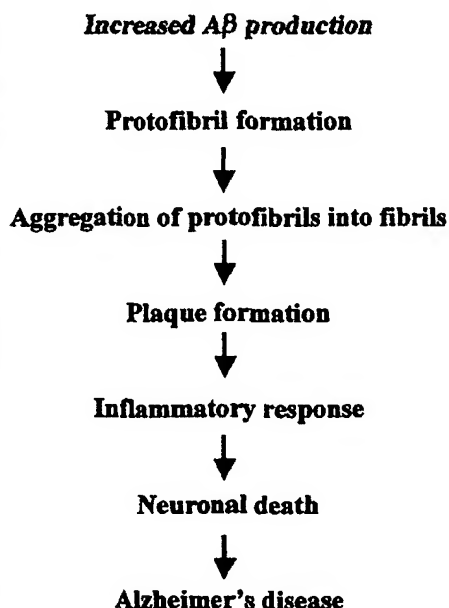 Increased Aβ production
Protofibril formation
Aggregation of protofibrils into fibrils
Plaque formation
Inflammatory response
Neuronal death
Alzheimer's disease